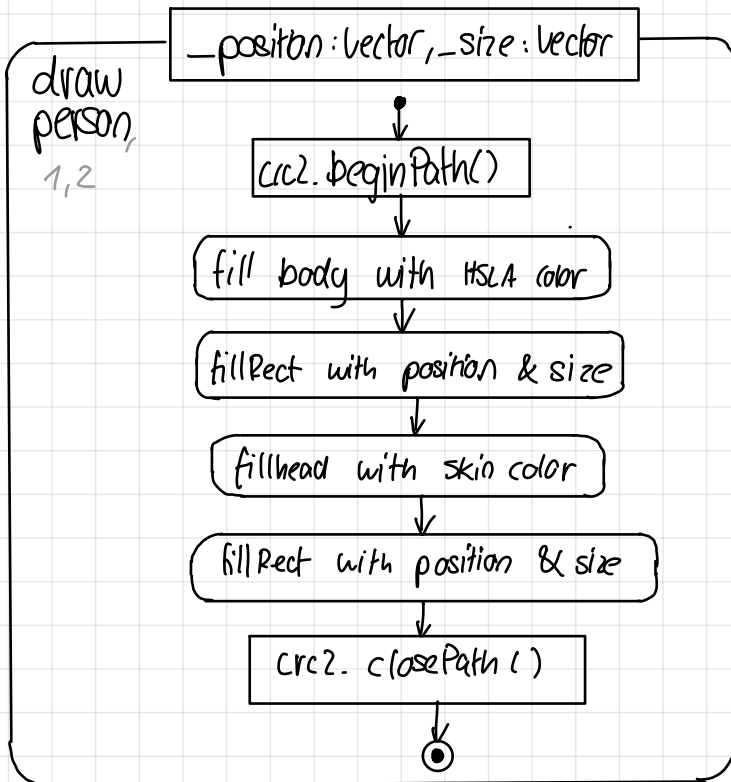 _position:Vector,_size:Vector
draw
person,
1,2
crc2.beginPath()
fill body with HSLA color
fillRect with position & size
fillhead with skin color
fillRect with position & size
crc2. closePath()